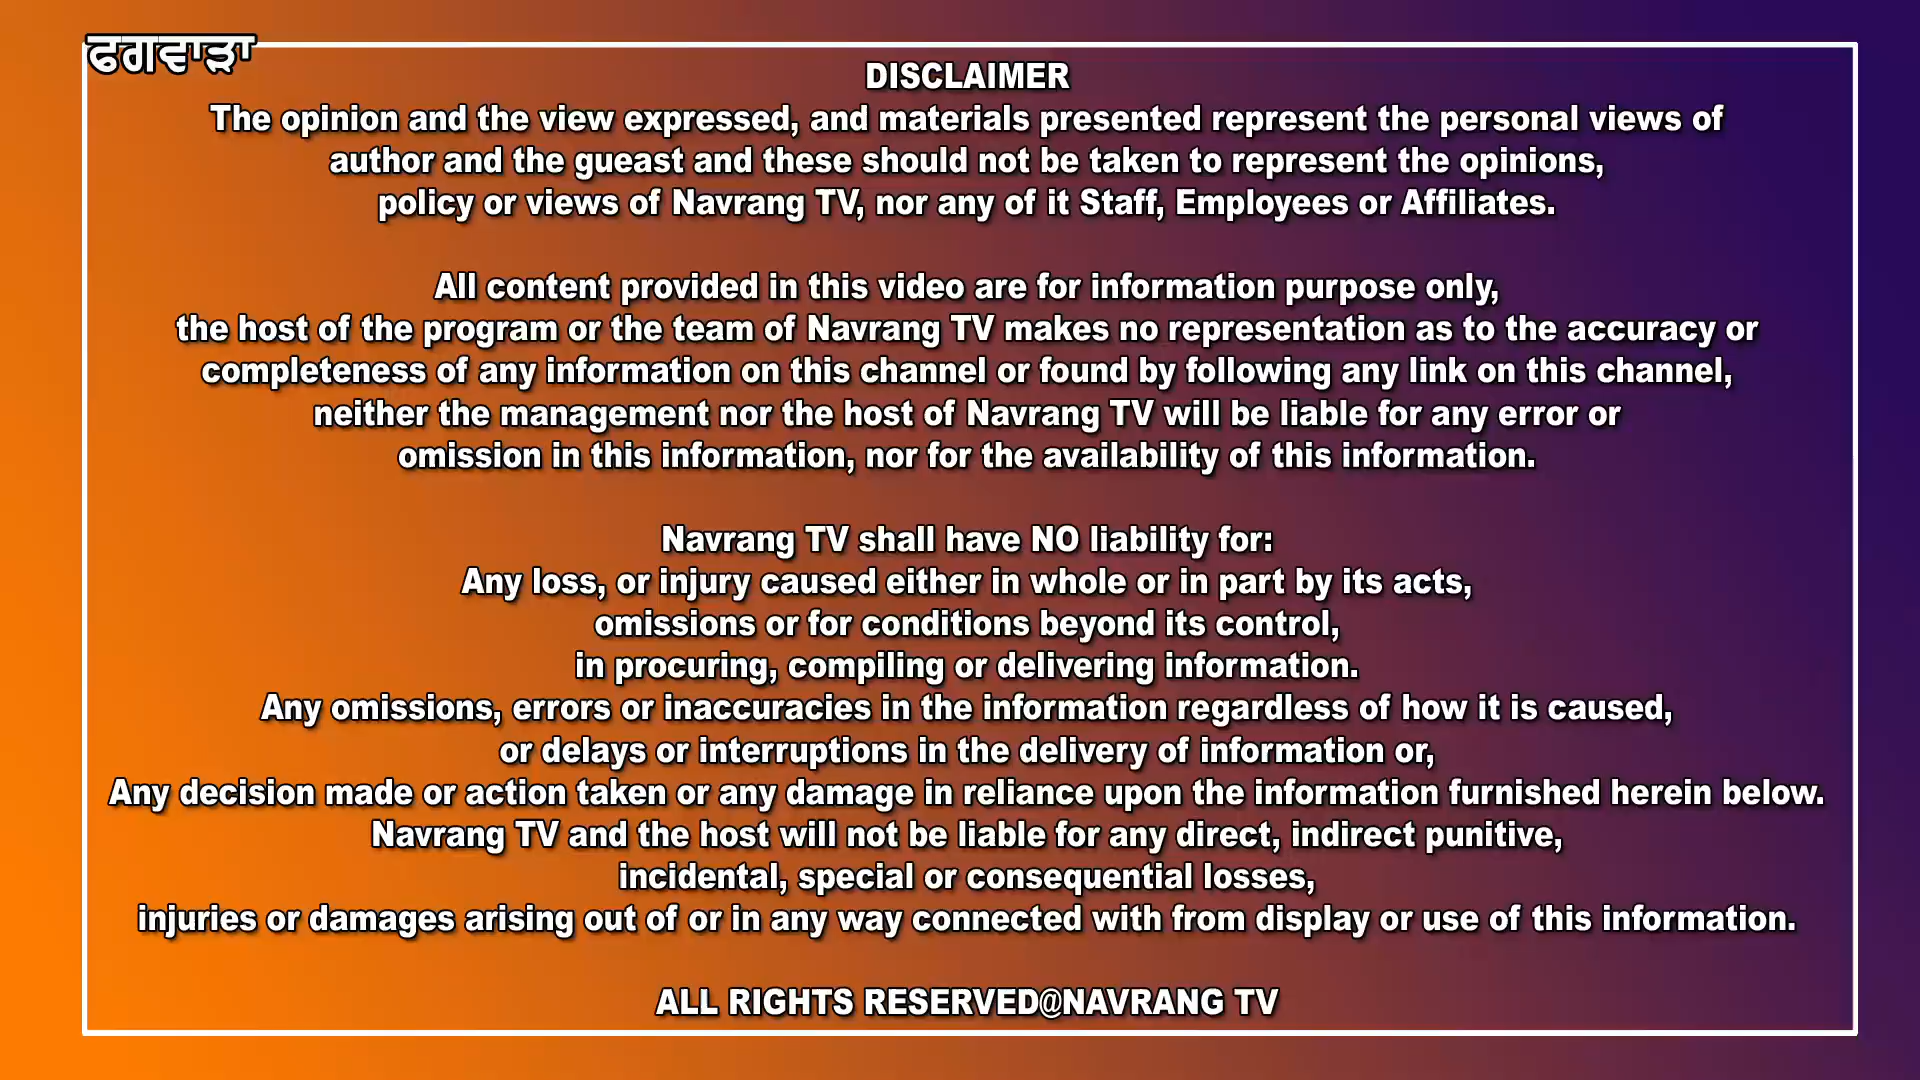 ਫਗਵਾੜਾ
DISCLAIMER
The opinion and the view expressed, and materials presented represent the personal views of
author and the gueast and these should not be taken to represent the opinions,
policy or views of Navrang TV, nor any of it Staff, Employees or Affiliates.
All content provided in this video are for information purpose only,
the host of the program or the team of Navrang TV makes no representation as to the accuracy or
completeness of any information on this channel or found by following any link on this channel,
neither the management nor the host of Navrang TV will be liable for any error or
omission in this information, nor for the availability of this information.
Navrang TV shall have NO liability for:
Any loss, or injury caused either in whole or in part by its acts,
omissions or for conditions beyond its control,
in procuring, compiling or delivering information.
Any omissions, errors or inaccuracies in the information regardless of how it is caused,
or delays or interruptions in the delivery of information or,
Any decision made or action taken or any damage in reliance upon the information furnished herein below.
Navrang TV and the host will not be liable for any direct, indirect punitive,
incidental, special or consequential losses,
injuries or damages arising out of or in any way connected with from display or use of this information.
ALL RIGHTS RESERVED@NAVRANG TV